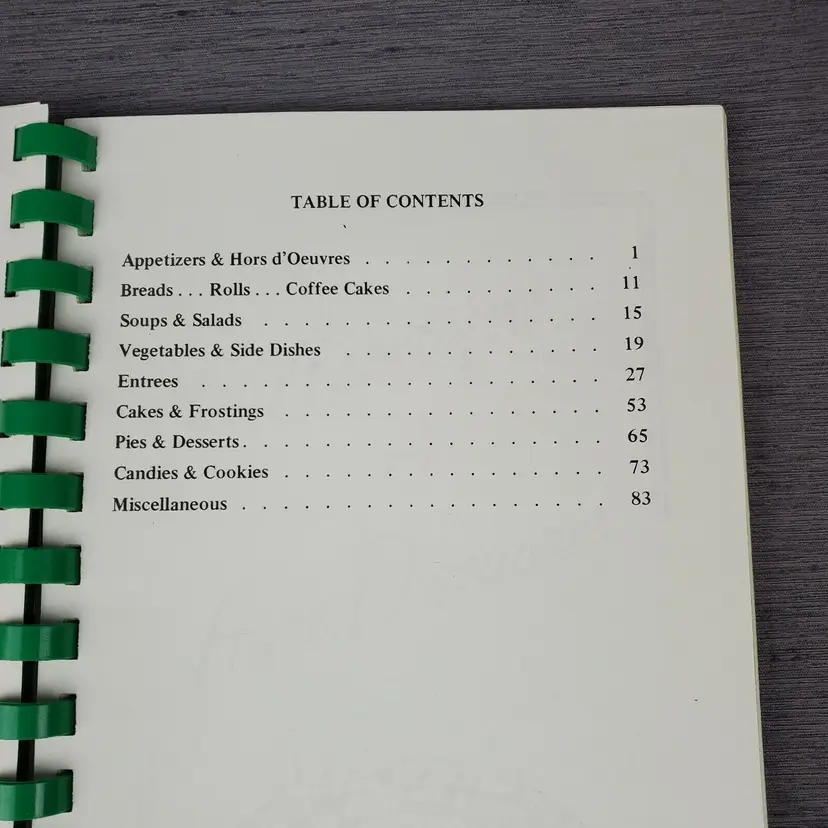 TABLE OF CONTENTS
Appetizers & Hors d'Oeuvres . . . . . . . . . . . . 1
Breads . . . Rolls . . . Coffee Cakes . . . . . . . . . . 11
Soups & Salads . . . . . . . . . . . . . . . . . 15
Vegetables & Side Dishes . . . . . . . . . . . . . 19
Entrees . . . . . . . . . . . . . . . . . . . . 27
Cakes & Frostings . . . . . . . . . . . . . . . . 53
Pies & Desserts . . . . . . . . . . . . . . . . . . 65
Candies & Cookies . . . . . . . . . . . . . . . . 73
Miscellaneous . . . . . . . . . . . . . . . . . . 83